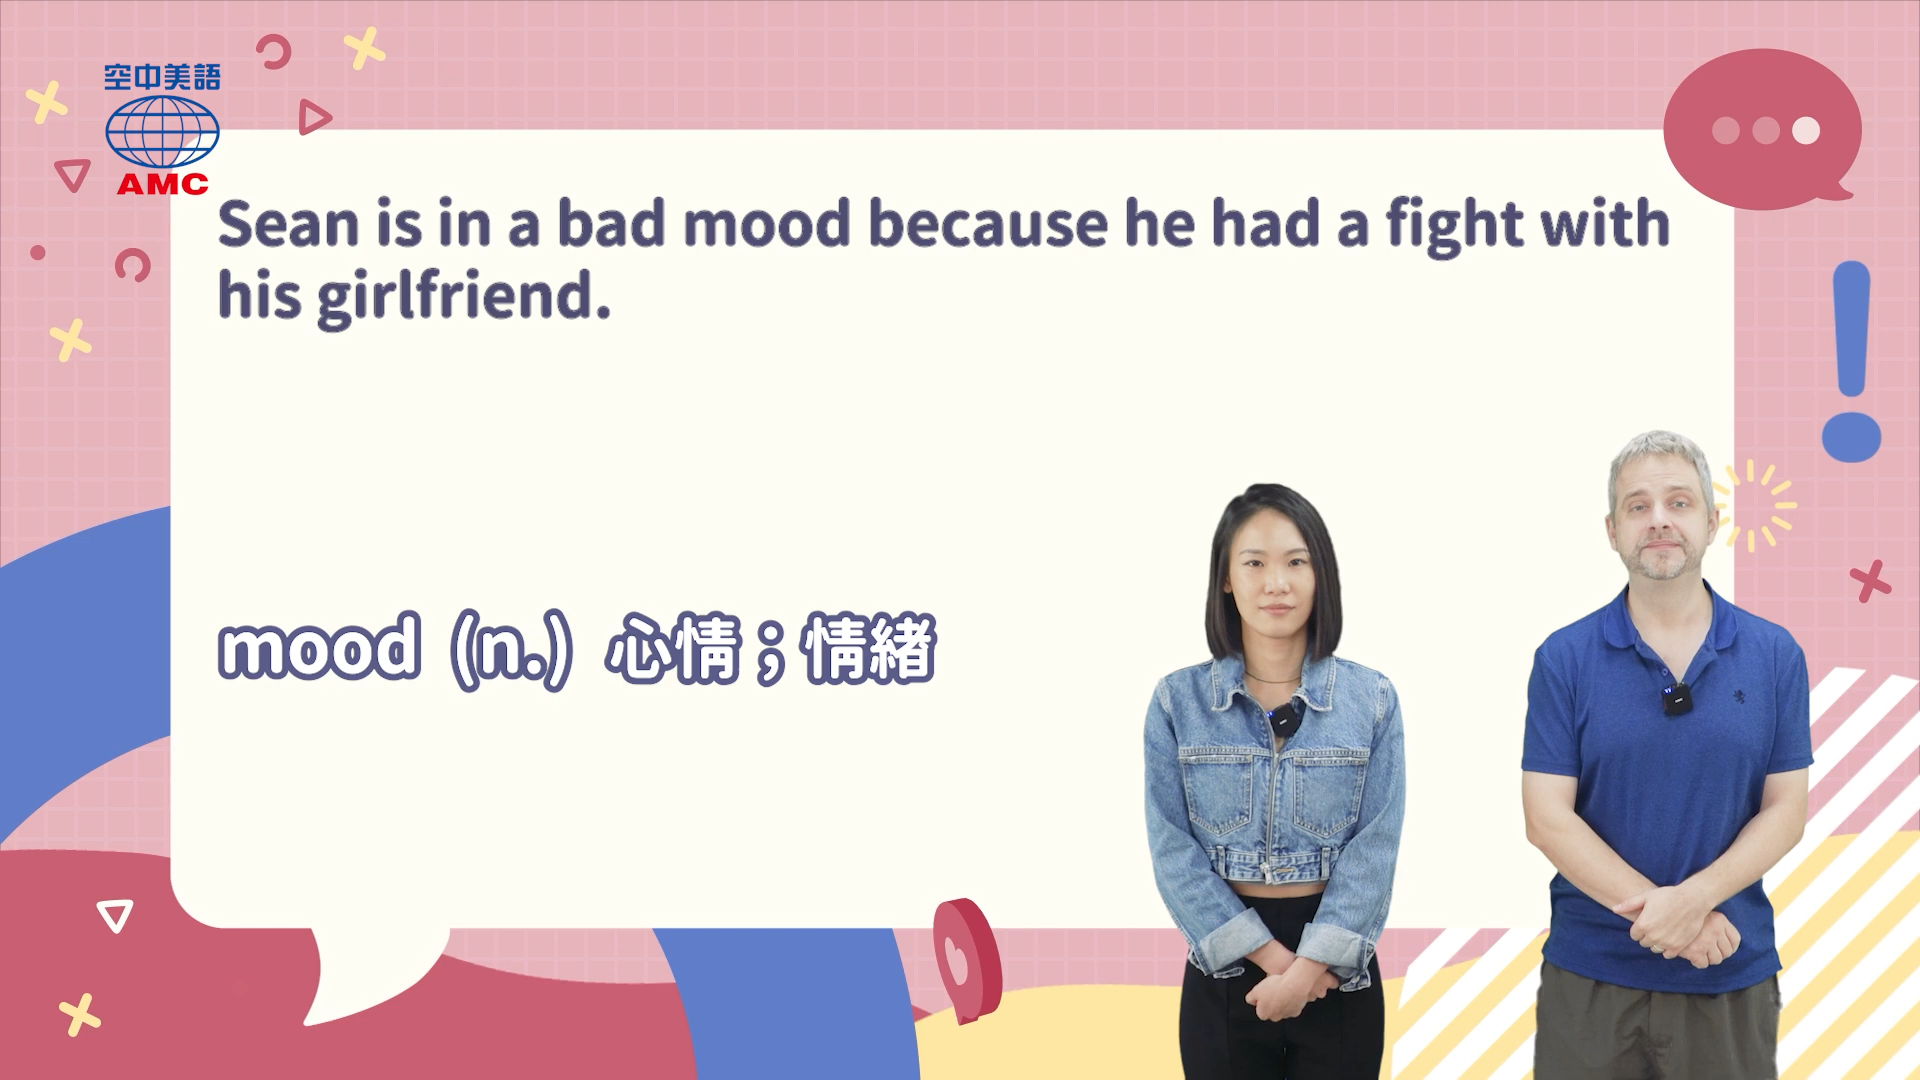 空中美語
AMC
Sean is in a bad mood because he had a fight with
his girlfriend.
mood (n.) 心情；情緒